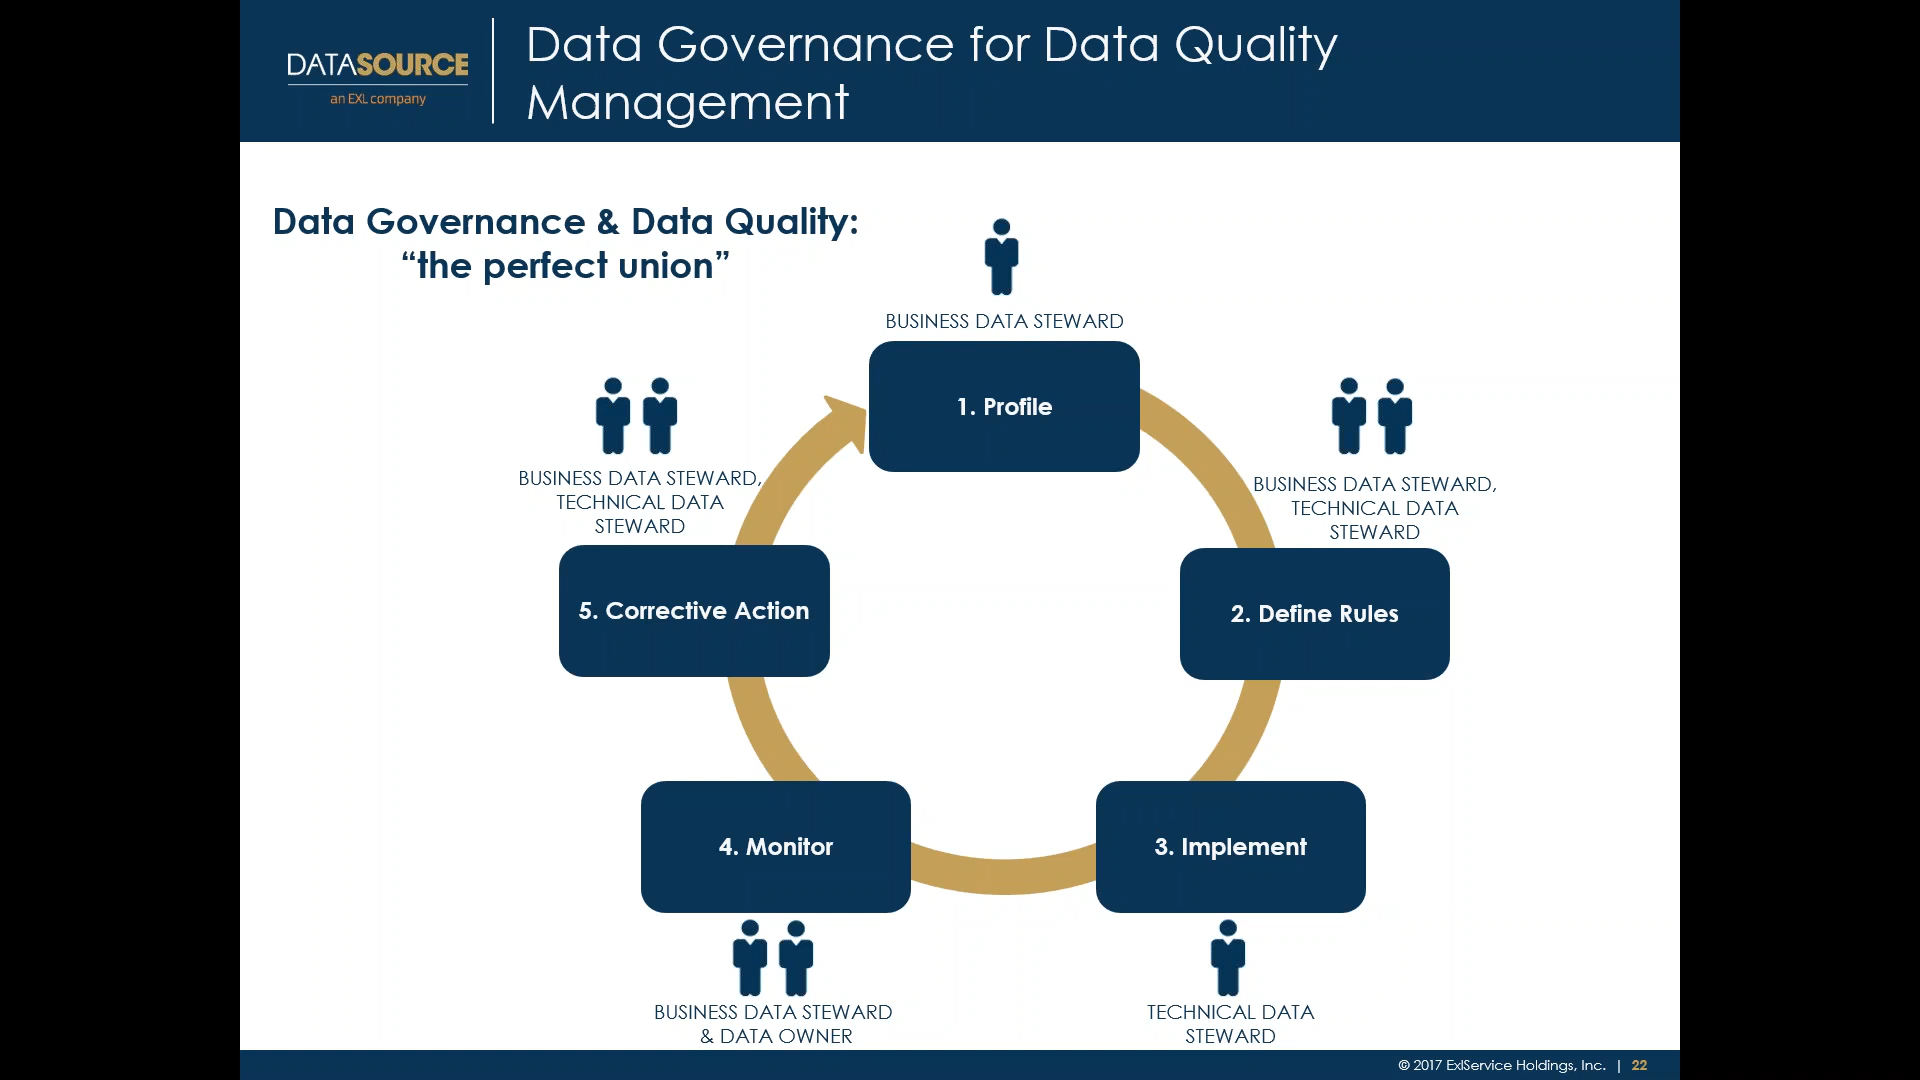 DATASOURCE
an EXL company
Data Governance for Data Quality
Management
Data Governance & Data Quality:
“the perfect union”
BUSINESS DATA STEWARD
1. Profile
BUSINESS DATA STEWARD,
TECHNICAL DATA
STEWARD
2. Define Rules
3. Implement
TECHNICAL DATA
STEWARD
4. Monitor
BUSINESS DATA STEWARD
& DATA OWNER
BUSINESS DATA STEWARD,
TECHNICAL DATA
STEWARD
5. Corrective Action
© 2017 ExlService Holdings, Inc. | 22